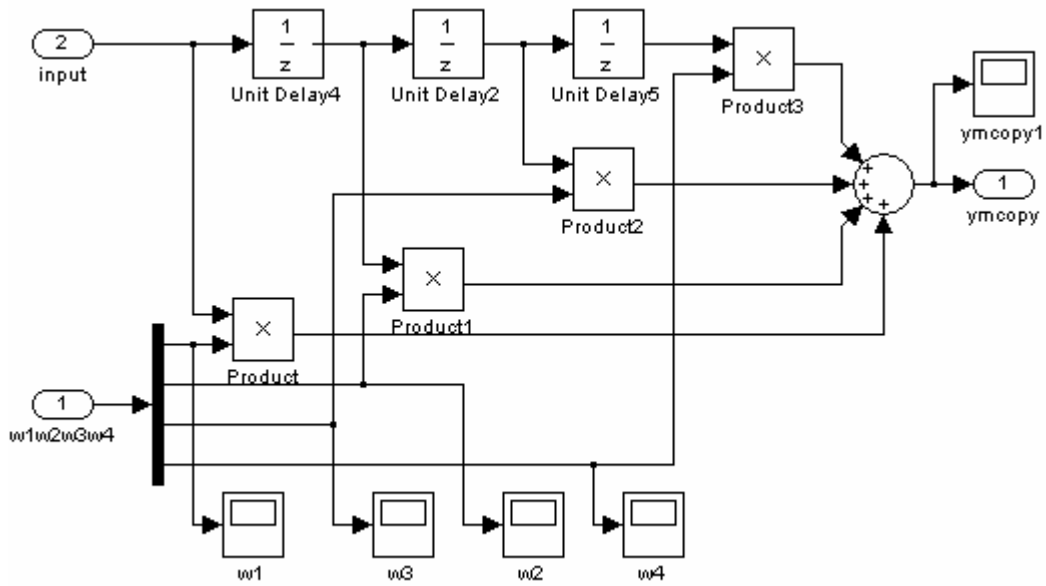 2
input
1
z
Unit Delay4
1
z
Unit Delay2
1
z
Unit Delay5
×
Product3
ymcopy1
×
Product2
+
+
+
+
1
ymcopy
×
Product1
×
Product
1
w1w2w3w4
w1
w3
w2
w4